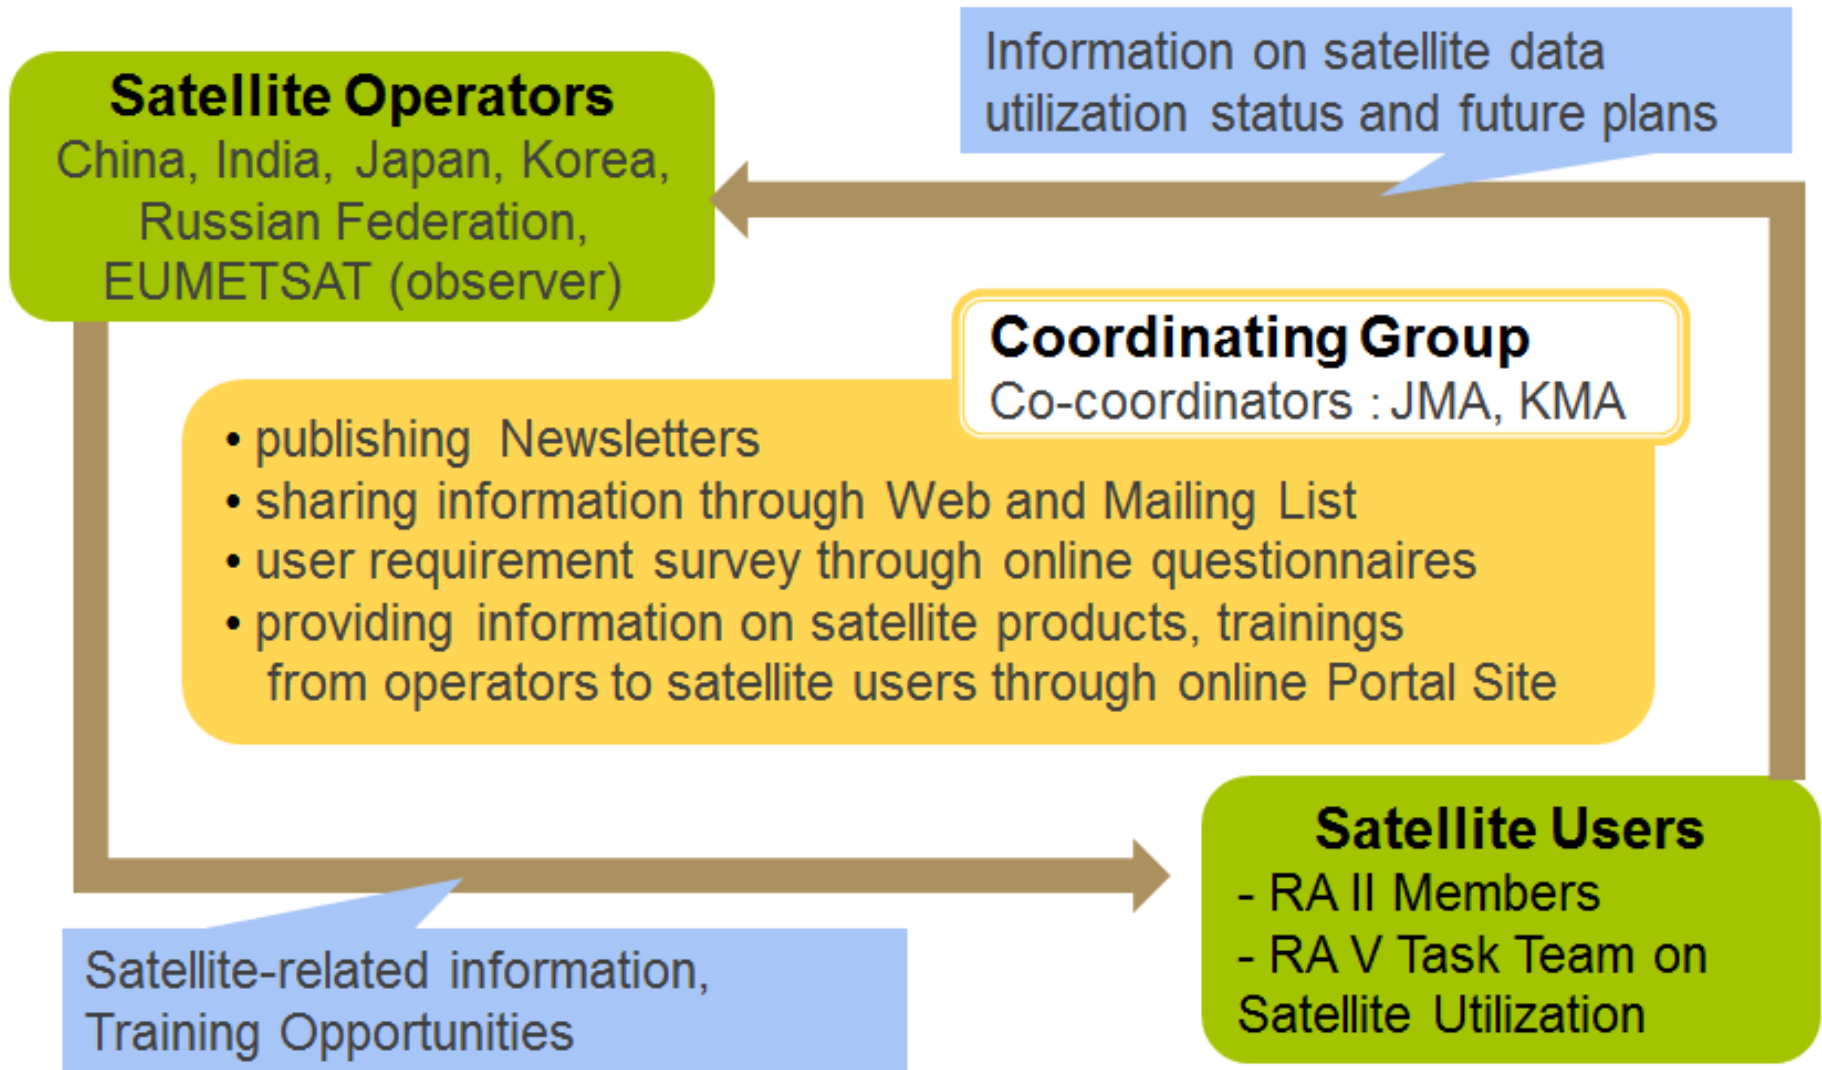 Satellite Operators
China, India, Japan, Korea,
Russian Federation,
EUMETSAT (observer)
Information on satellite data
utilization status and future plans
Coordinating Group
Co-coordinators : JMA, KMA
• publishing Newsletters
• sharing information through Web and Mailing List
• user requirement survey through online questionnaires
• providing information on satellite products, trainings
from operators to satellite users through online Portal Site
Satellite-related information,
Training Opportunities
Satellite Users
- RA II Members
- RA V Task Team on
Satellite Utilization